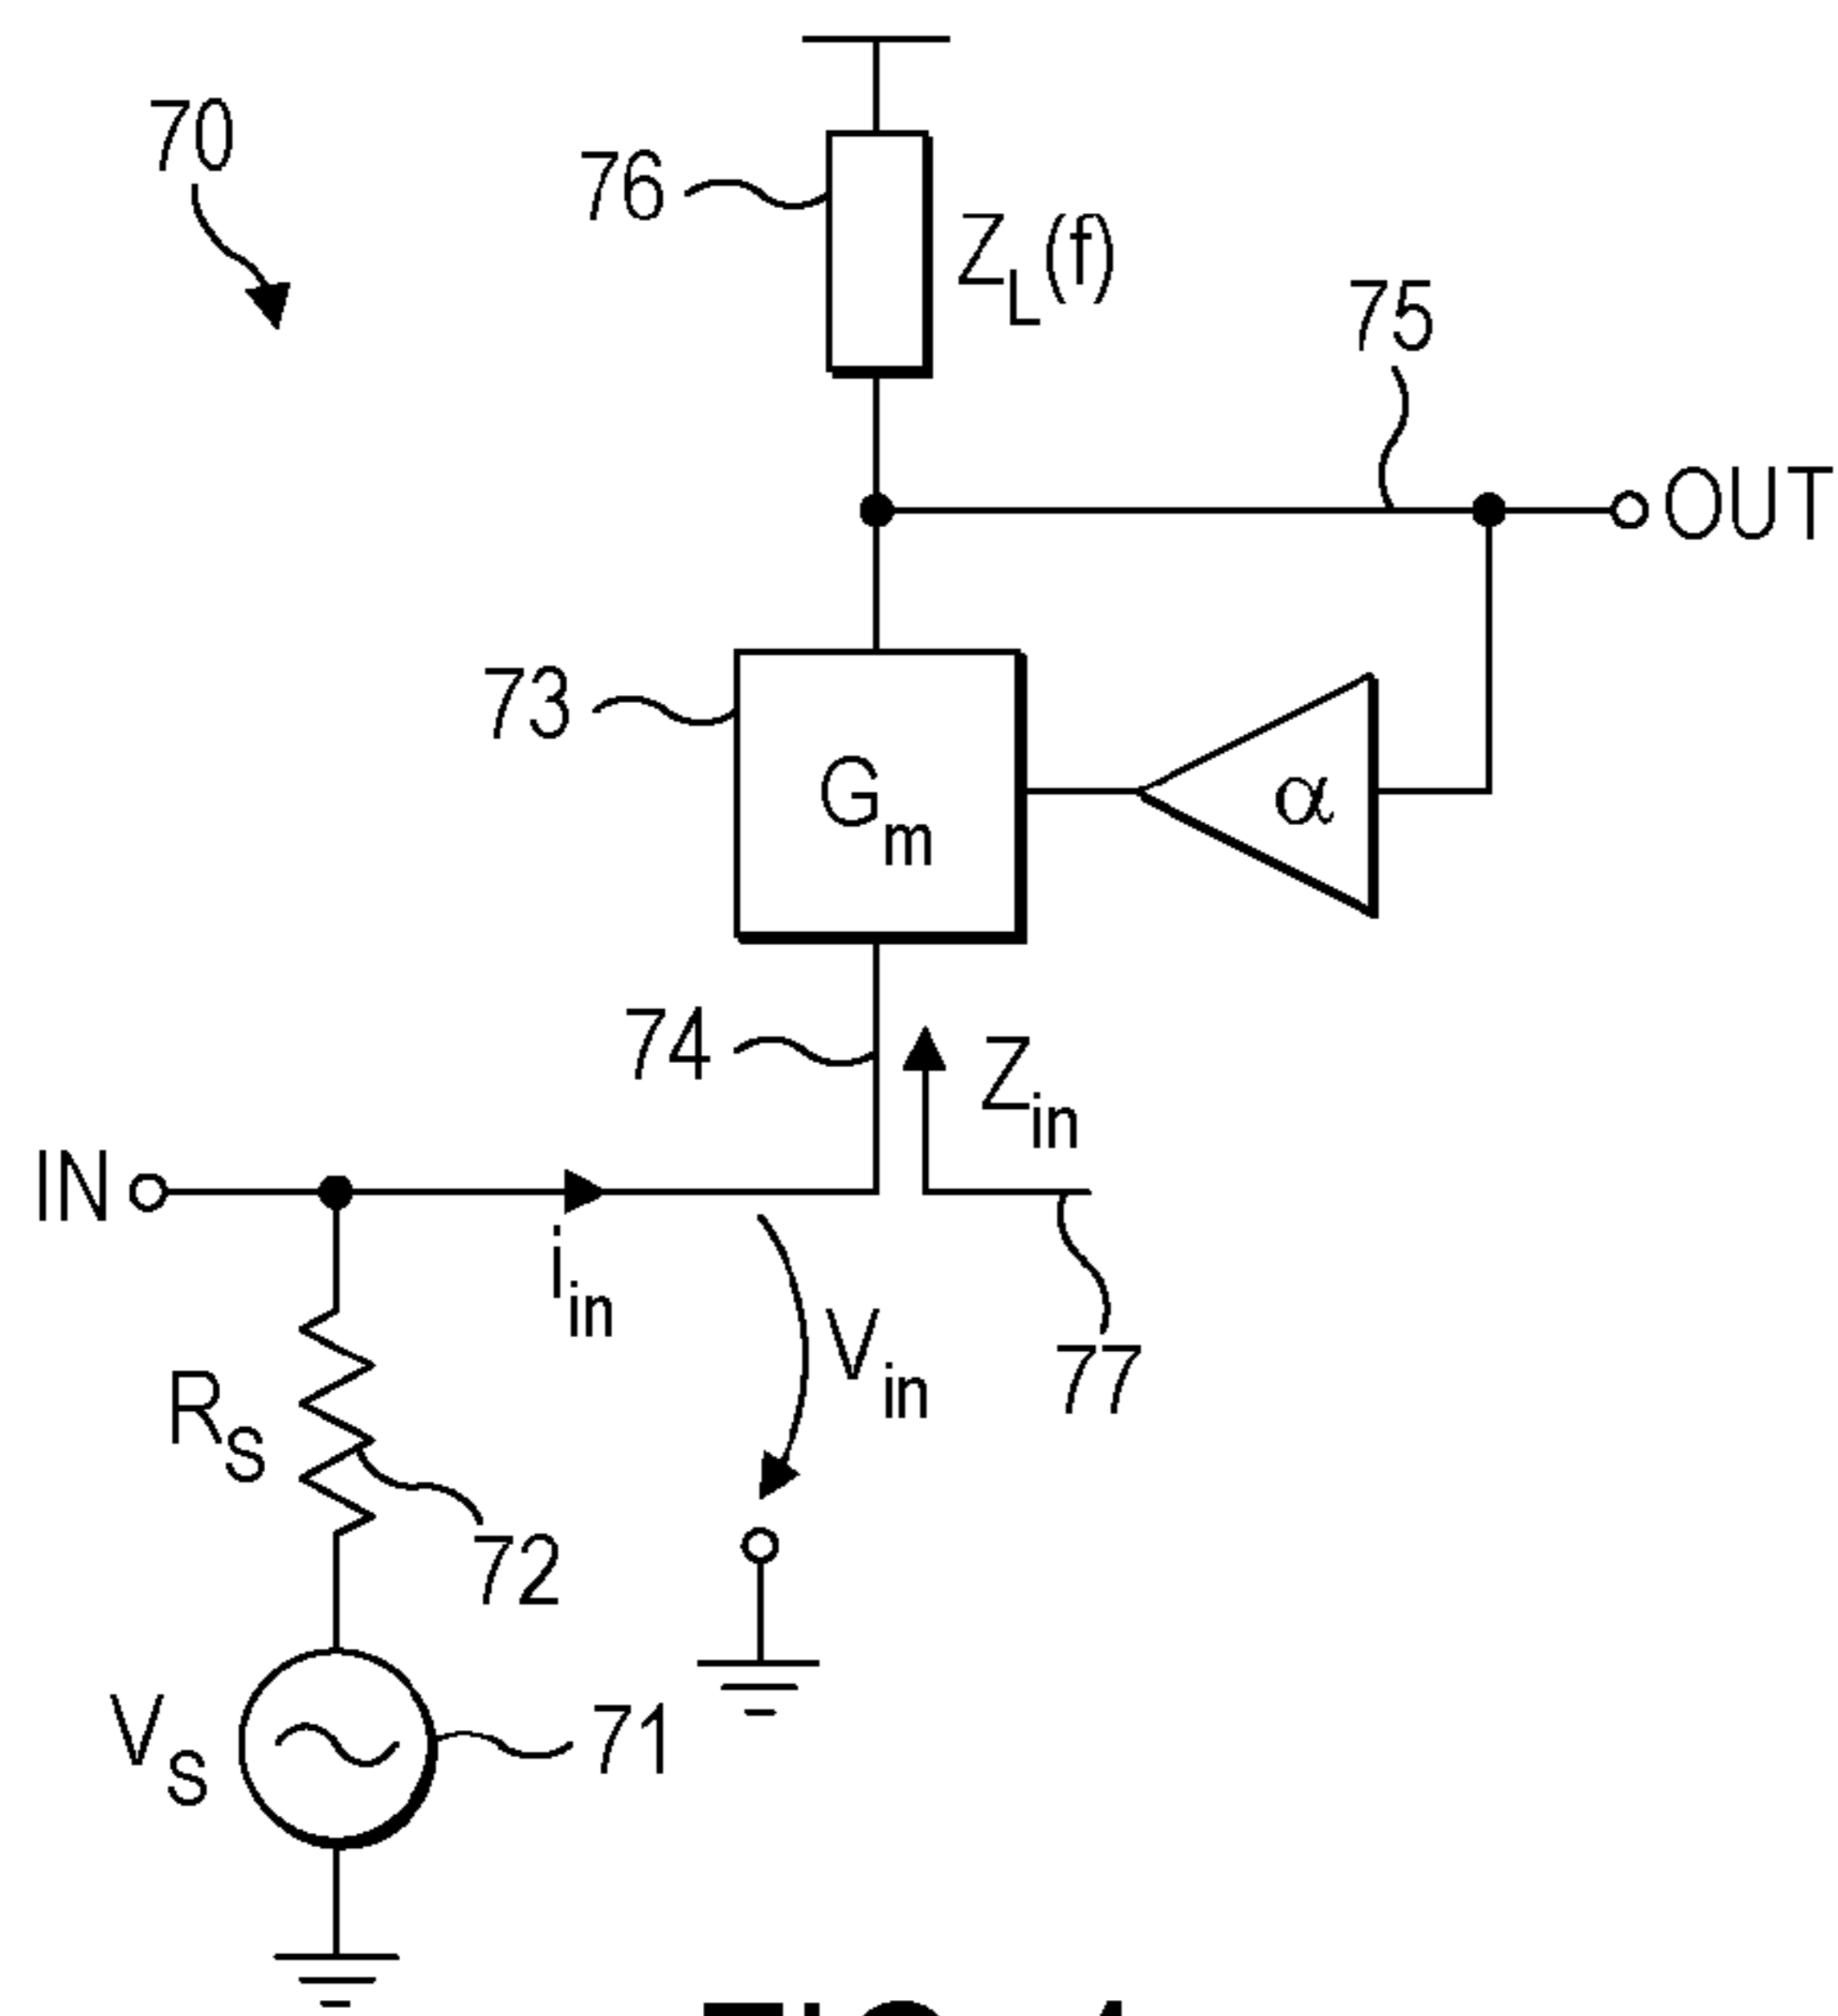 70
76
Z_L(f)
75
OUT
73
G_m
α
74
Z_in
IN
i_in
V_in
77
R_S
72
V_S
71